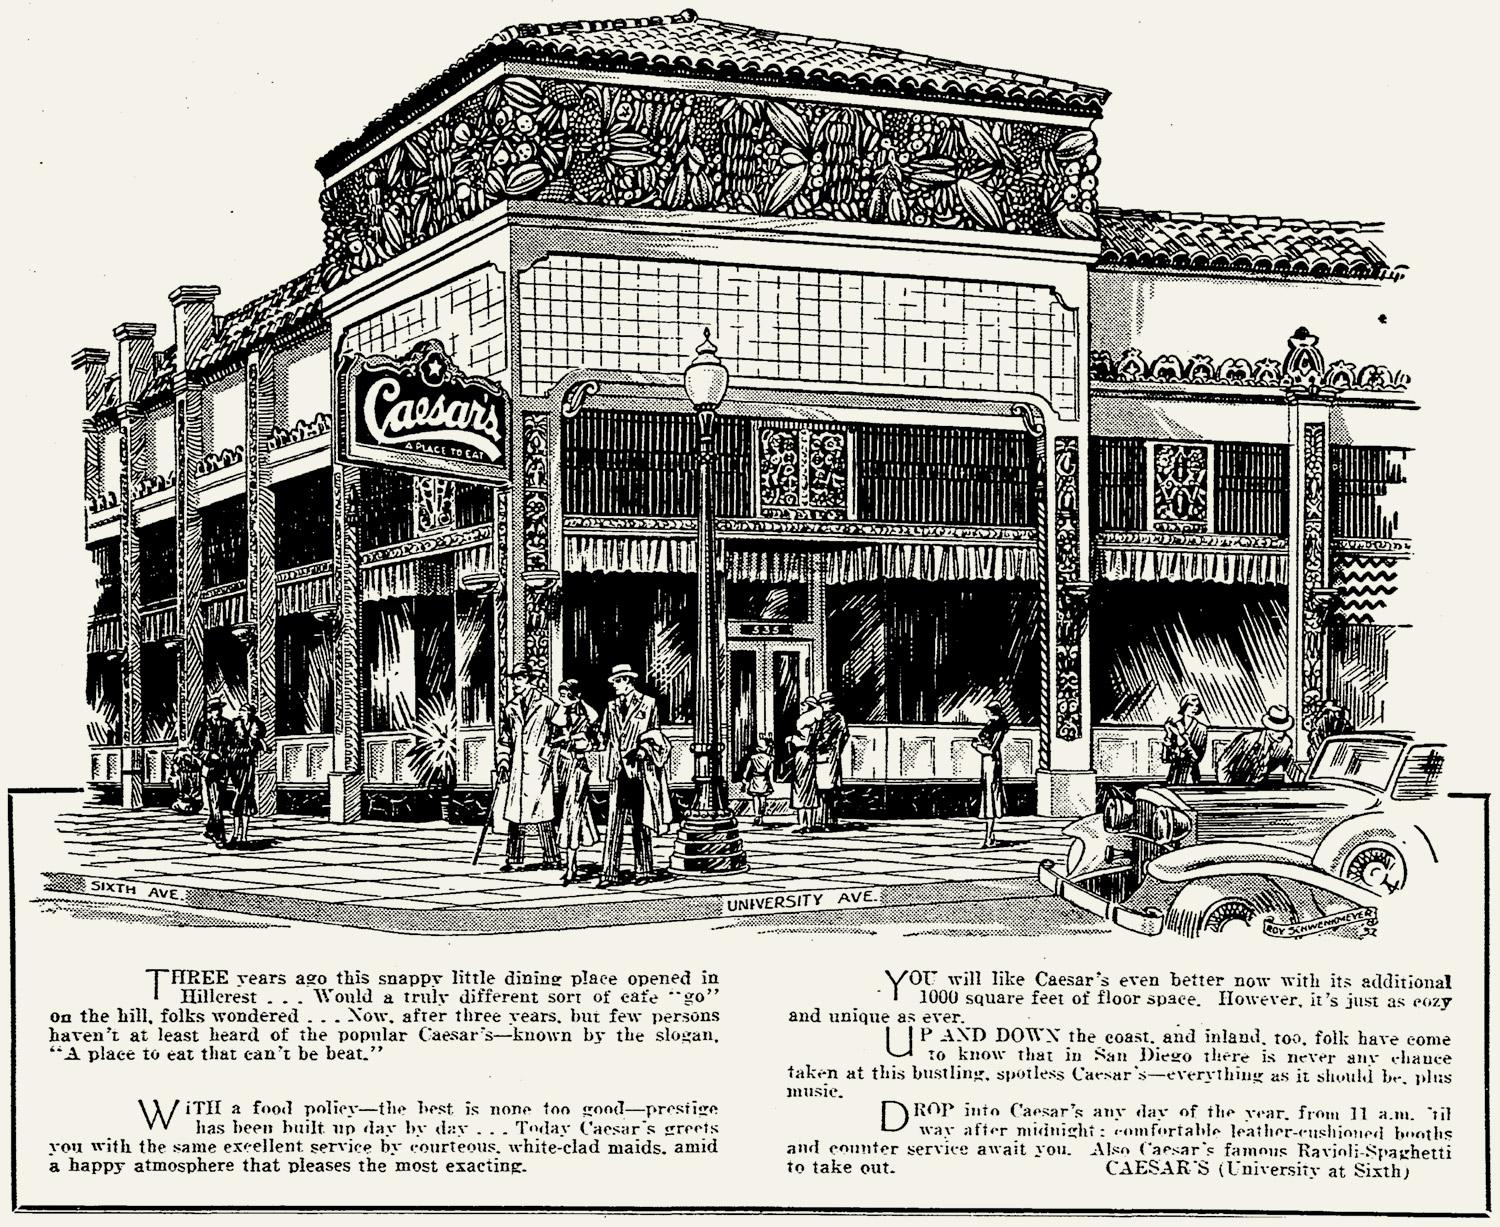 Caesar's
A PLACE TO EAT
535
SIXTH AVE.
UNIVERSITY AVE.
ROY SCHWENKMEYER
32
THREE years ago this snappy little dining place opened in
Hillcrest . . . Would a truly different sort of cafe "go"
on the hill, folks wondered . . . Now, after three years, but few persons
haven't at least heard of the popular Caesar's—known by the slogan,
"A place to eat that can't be beat."
WITH a food policy—the best is none too good—prestige
has been built up day by day . . . Today Caesar's greets
you with the same excellent service by courteous, white-clad maids, amid
a happy atmosphere that pleases the most exacting.
YOU will like Caesar's even better now with its additional
1000 square feet of floor space. However, it's just as cozy
and unique as ever.
UP AND DOWN the coast, and inland, too, folk have come
to know that in San Diego there is never any chance
taken at this bustling, spotless Caesar's—everything as it should be, plus
music.
DROP into Caesar's any day of the year, from 11 a.m. 'til
way after midnight: comfortable leather-cushioned booths
and counter service await you. Also Caesar's famous Ravioli-Spaghetti
to take out. CAESAR'S (University at Sixth)